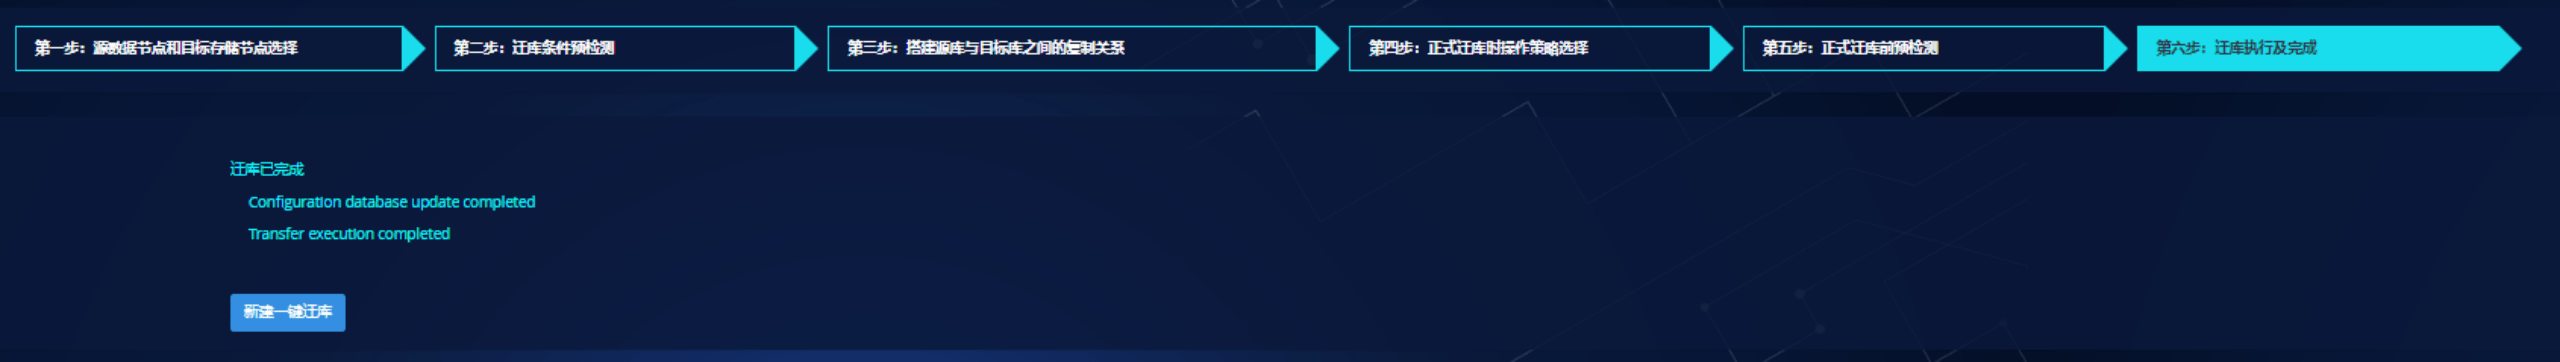 第一步：源数据节点和目标存储节点选择
第二步：迁库条件预检测
第三步：搭建源库与目标库之间的复制关系
第四步：正式迁库时操作策略选择
第五步：正式迁库前预检测
第六步：迁库执行及完成
迁库已完成
Configuration database update completed
Transfer execution completed
新建一键迁库